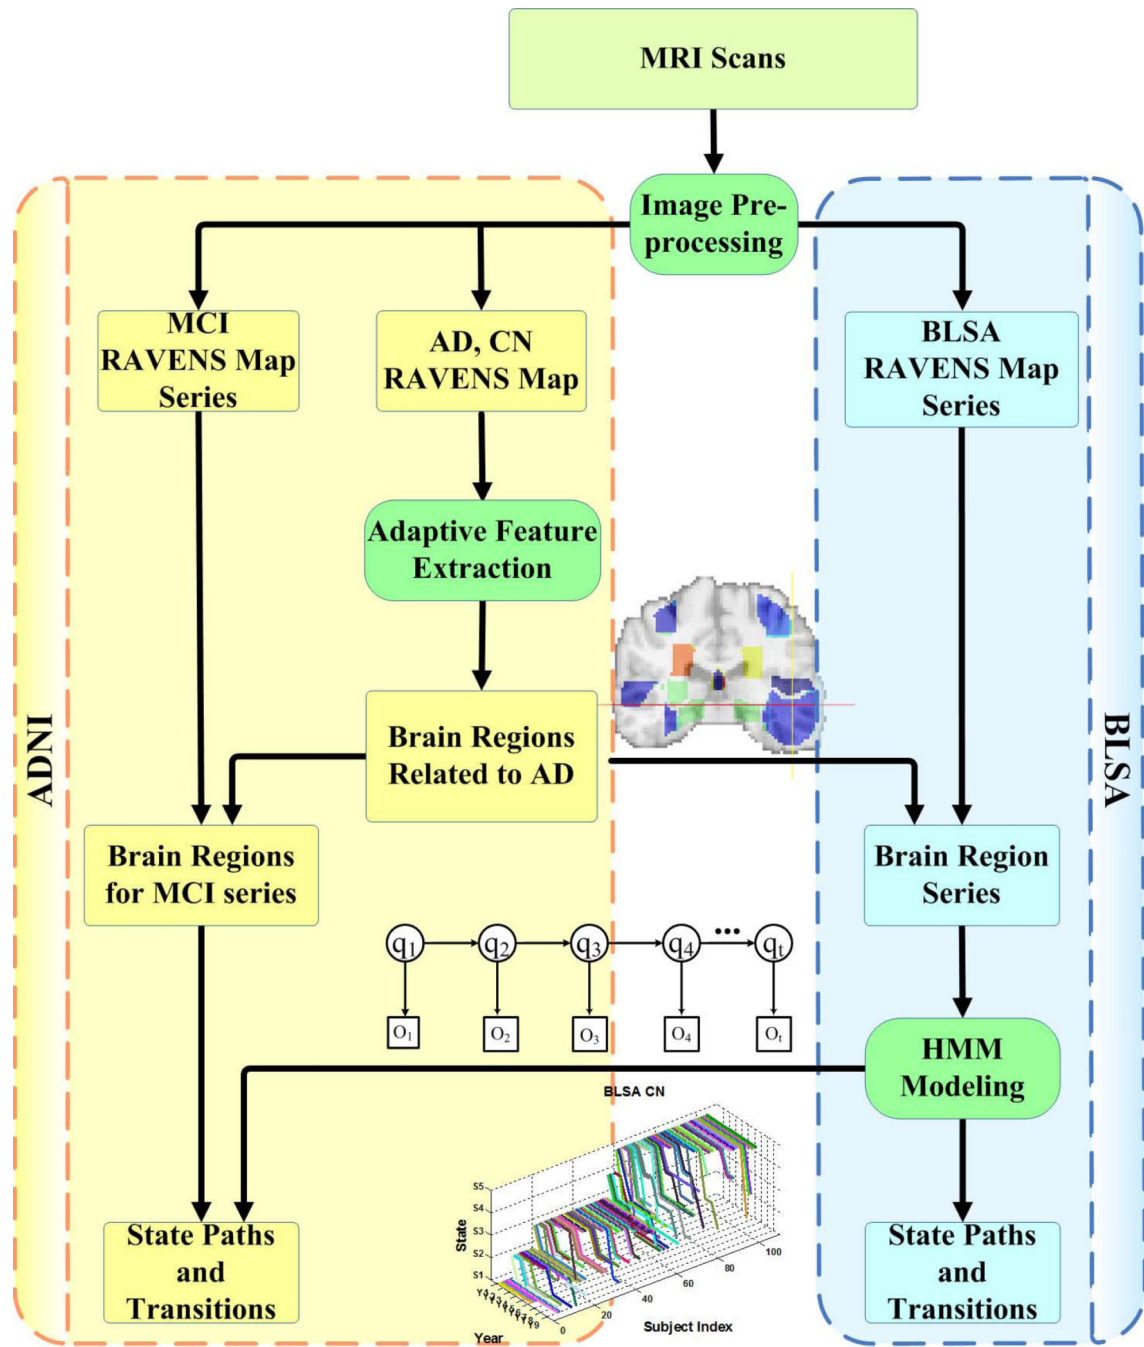 MRI Scans
Image Pre-
processing
MCI
RAVENS Map
Series
AD, CN
RAVENS Map
BLSA
RAVENS Map
Series
Adaptive Feature
Extraction
Brain Regions
Related to AD
ADNI
BLSA
Brain Regions
for MCI series
Brain Region
Series
q1 q2 q3 q4 ... qt
O1 O2 O3 O4 Ot
HMM
Modeling
BLSA CN
S5
S4
S3
S2
S1
State
100
80
60
40
20
0
Year
Subject Index
State Paths
and
Transitions
State Paths
and
Transitions